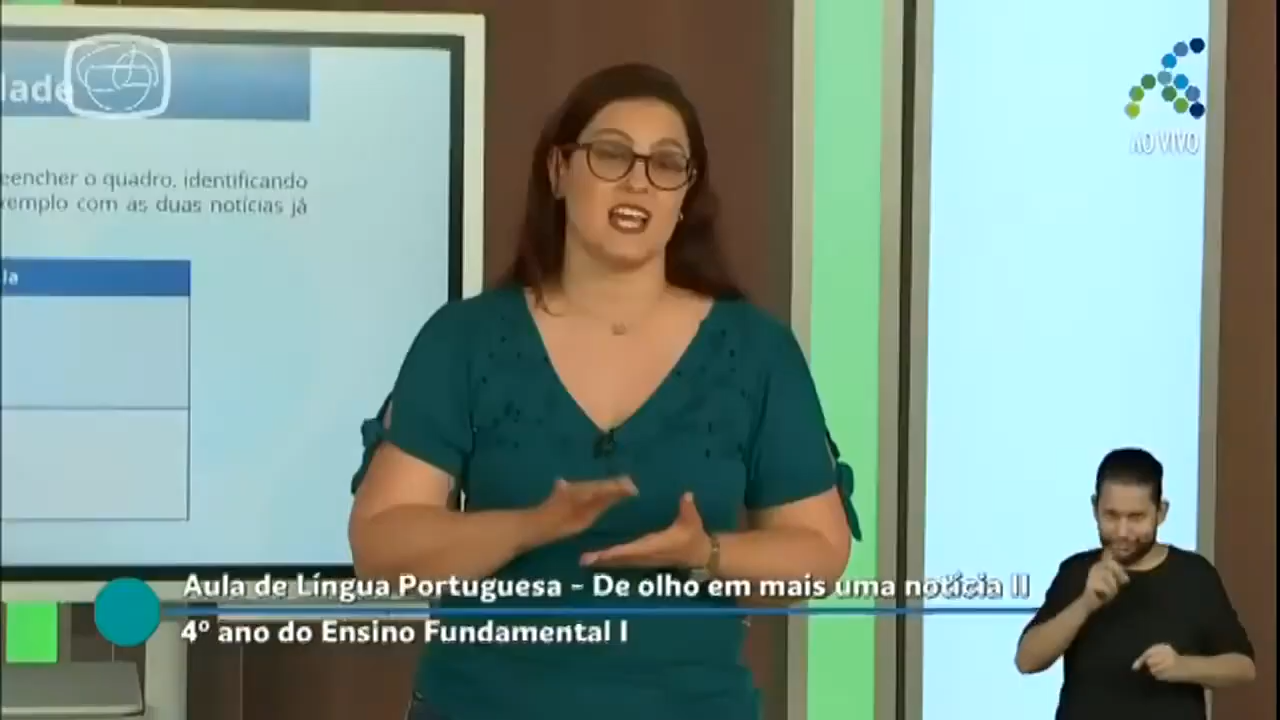 lade
AO VIVO
eencher o quadro, identificando
xemplo com as duas notícias já
la
Aula de Língua Portuguesa - De olho em mais uma notícia II
4º ano do Ensino Fundamental I